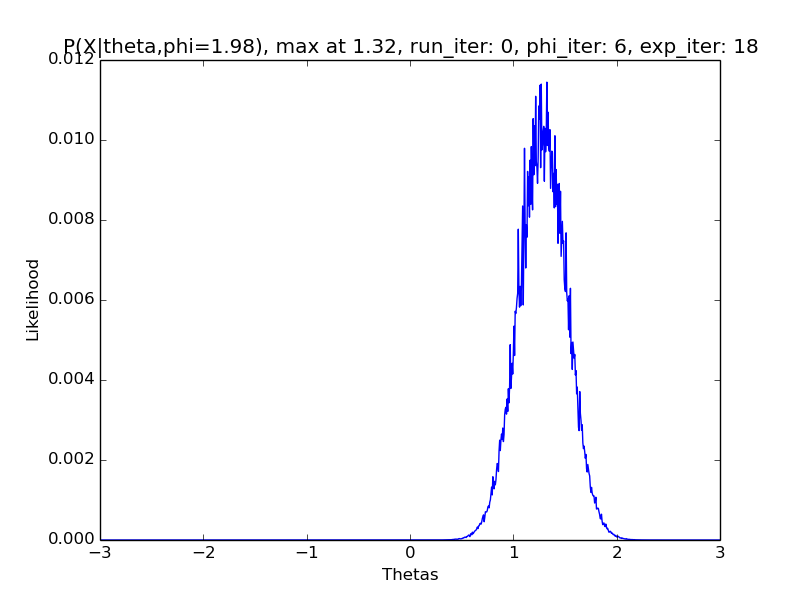 P(X|theta,phi=1.98), max at 1.32, run_iter: 0, phi_iter: 6, exp_iter: 18
0.012
0.010
0.008
0.006
0.004
0.002
0.000
Likelihood
−3 −2 −1 0 1 2 3
Thetas